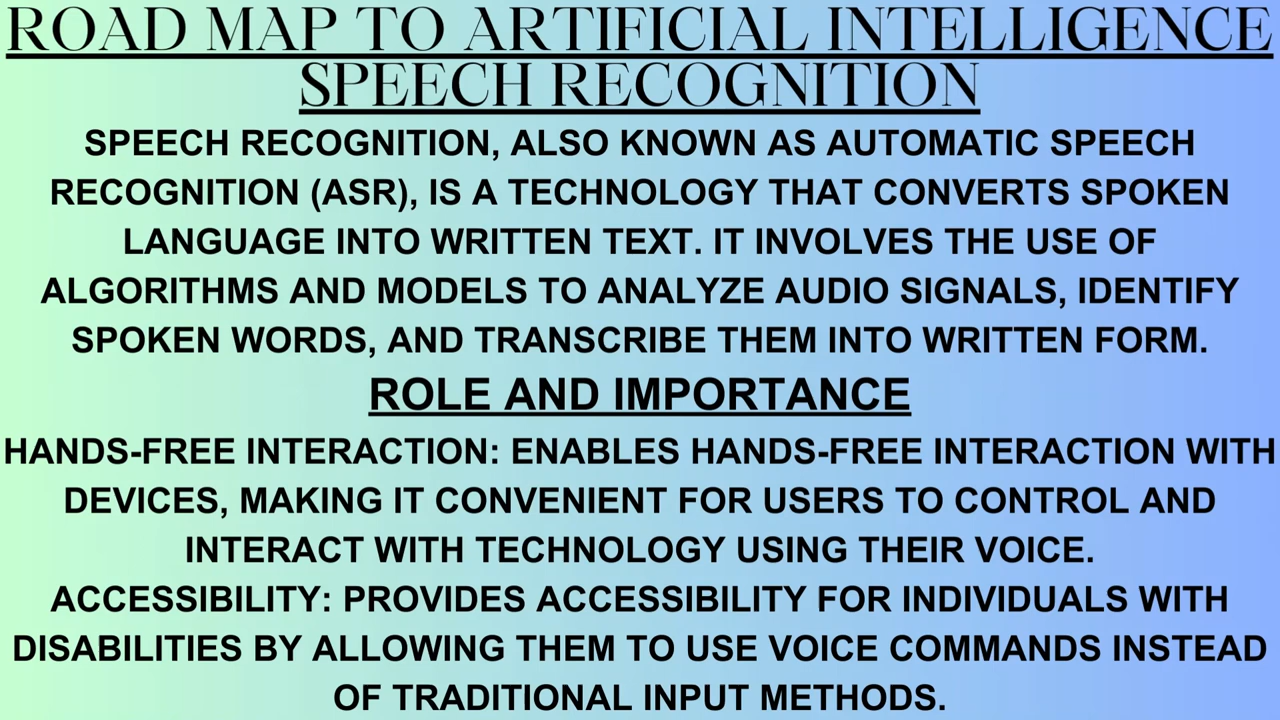 ROAD MAP TO ARTIFICIAL INTELLIGENCE
SPEECH RECOGNITION
SPEECH RECOGNITION, ALSO KNOWN AS AUTOMATIC SPEECH
RECOGNITION (ASR), IS A TECHNOLOGY THAT CONVERTS SPOKEN
LANGUAGE INTO WRITTEN TEXT. IT INVOLVES THE USE OF
ALGORITHMS AND MODELS TO ANALYZE AUDIO SIGNALS, IDENTIFY
SPOKEN WORDS, AND TRANSCRIBE THEM INTO WRITTEN FORM.
ROLE AND IMPORTANCE
HANDS-FREE INTERACTION: ENABLES HANDS-FREE INTERACTION WITH
DEVICES, MAKING IT CONVENIENT FOR USERS TO CONTROL AND
INTERACT WITH TECHNOLOGY USING THEIR VOICE.
ACCESSIBILITY: PROVIDES ACCESSIBILITY FOR INDIVIDUALS WITH
DISABILITIES BY ALLOWING THEM TO USE VOICE COMMANDS INSTEAD
OF TRADITIONAL INPUT METHODS.